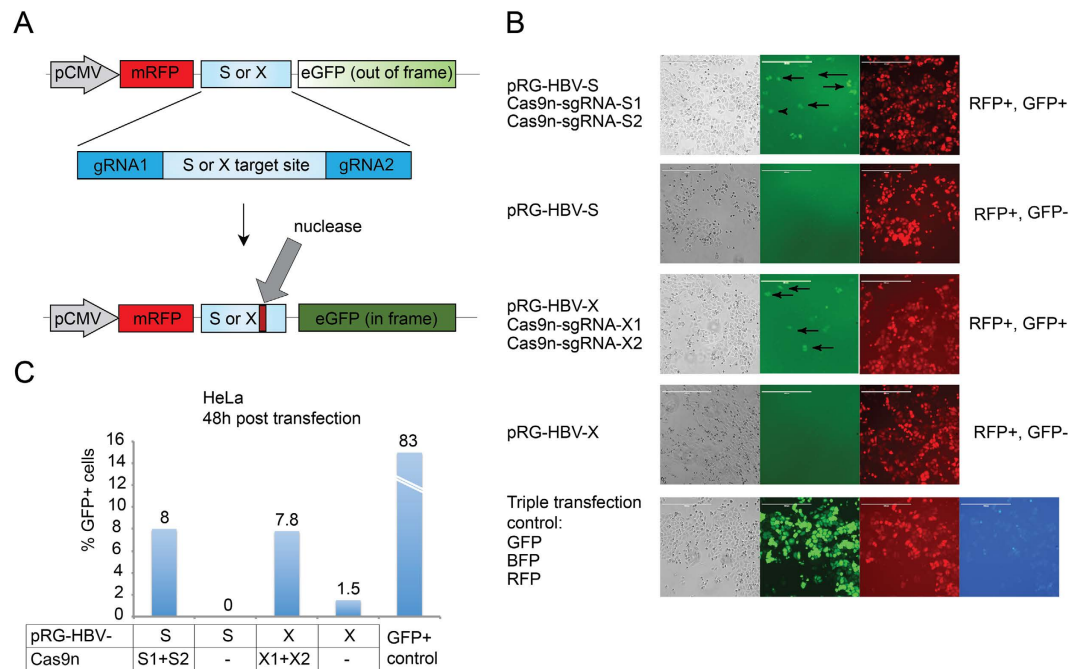 A
pCMV
mRFP
S or X
eGFP (out of frame)
gRNA1
S or X target site
gRNA2
nuclease
pCMV
mRFP
S or X
eGFP (in frame)
B
pRG-HBV-S
Cas9n-sgRNA-S1
Cas9n-sgRNA-S2
RFP+, GFP+
pRG-HBV-S
RFP+, GFP-
pRG-HBV-X
Cas9n-sgRNA-X1
Cas9n-sgRNA-X2
RFP+, GFP+
pRG-HBV-X
RFP+, GFP-
Triple transfection
control:
GFP
BFP
RFP
C
HeLa
48h post transfection
% GFP+ cells
16
14
12
10
8
6
4
2
0
8
0
7.8
1.5
83
pRG-HBV- S S X X GFP+
control
Cas9n S1+S2 - X1+X2 -